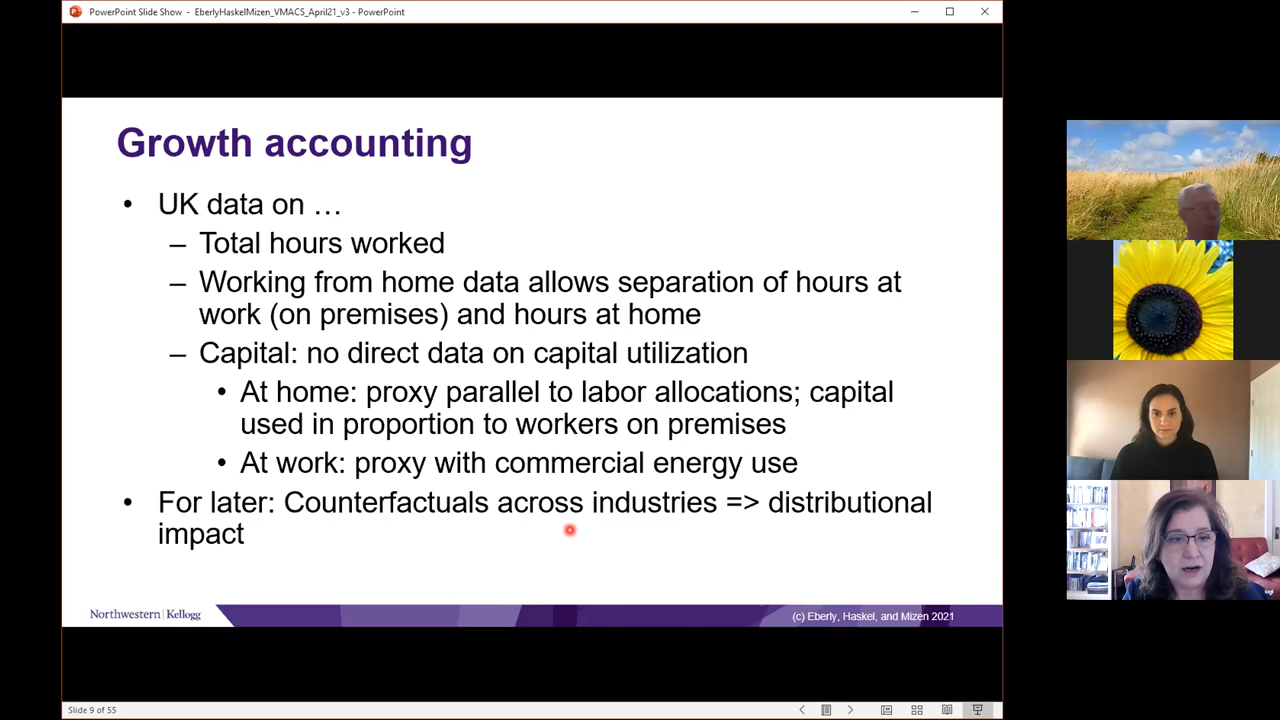 PowerPoint Slide Show - EberlyHaskelMizen_VMACS_April21_v3 - PowerPoint
Growth accounting
• UK data on …
– Total hours worked
– Working from home data allows separation of hours at
work (on premises) and hours at home
– Capital: no direct data on capital utilization
• At home: proxy parallel to labor allocations; capital
used in proportion to workers on premises
• At work: proxy with commercial energy use
• For later: Counterfactuals across industries => distributional
impact
Northwestern | Kellogg
(c) Eberly, Haskel, and Mizen 2021
Slide 9 of 55
logi